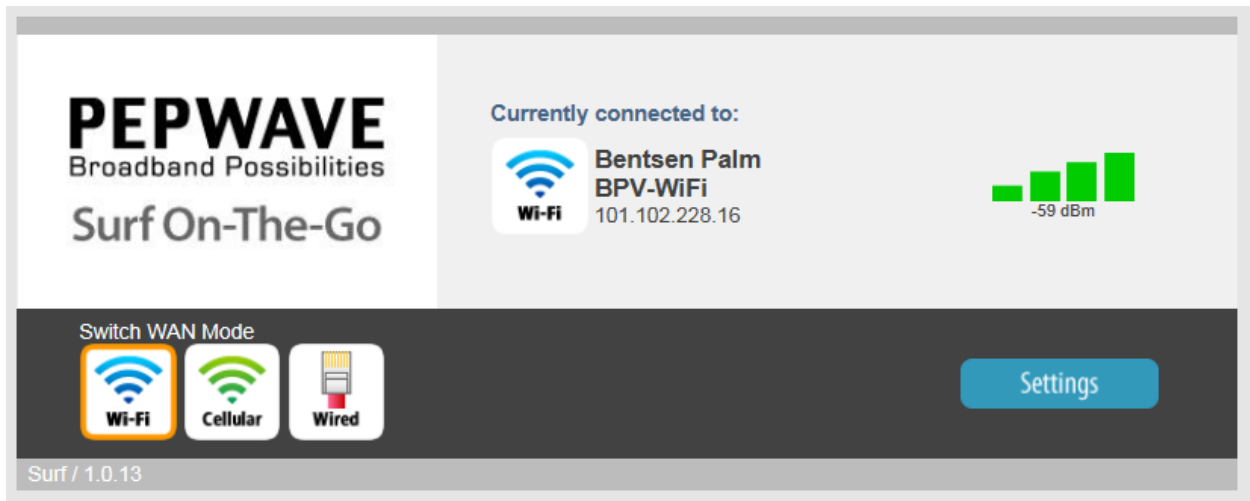 PEPWAVE
Broadband Possibilities
Surf On-The-Go
Currently connected to:
Wi-Fi
Bentsen Palm
BPV-WiFi
101.102.228.16
-59 dBm
Switch WAN Mode
Wi-Fi
Cellular
Wired
Settings
Surf / 1.0.13